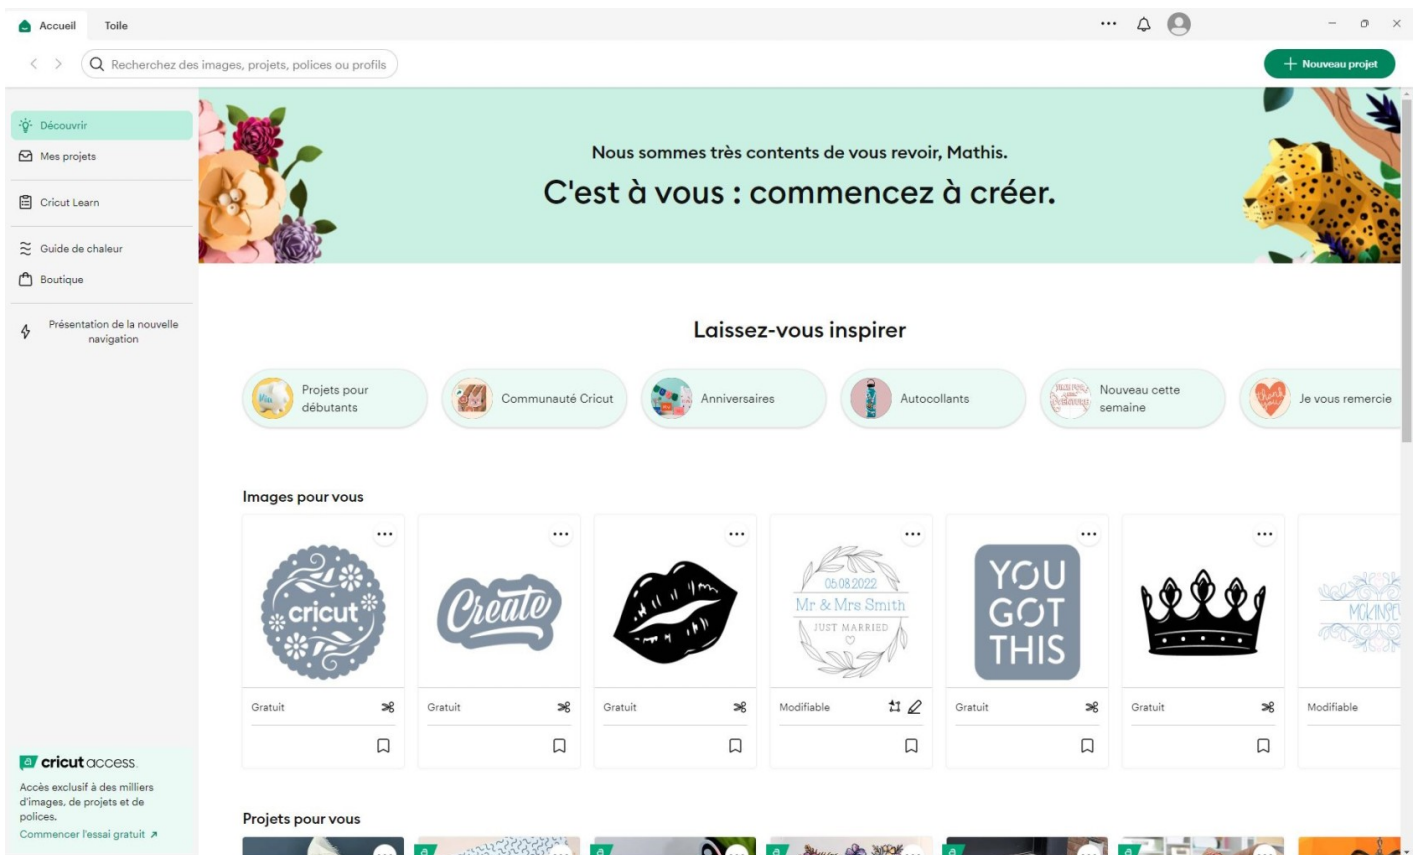 Accueil
Toile
Recherchez des images, projets, polices ou profils
Nouveau projet
Découvrir
Mes projets
Cricut Learn
Guide de chaleur
Boutique
Présentation de la nouvelle
navigation
Nous sommes très contents de vous revoir, Mathis.
C'est à vous : commencez à créer.
Laissez-vous inspirer
Projets pour
débutants
Communauté Cricut
Anniversaires
Autocollants
Nouveau cette
semaine
Je vous remercie
Images pour vous
cricut
Create
05.08.2022
Mr & Mrs Smith
JUST MARRIED
YOU
GOT
THIS
Gratuit
Gratuit
Gratuit
Modifiable
Gratuit
Gratuit
Modifiable
cricut access.
Accès exclusif à des milliers
d'images, de projets et de
polices.
Commencer l'essai gratuit
Projets pour vous